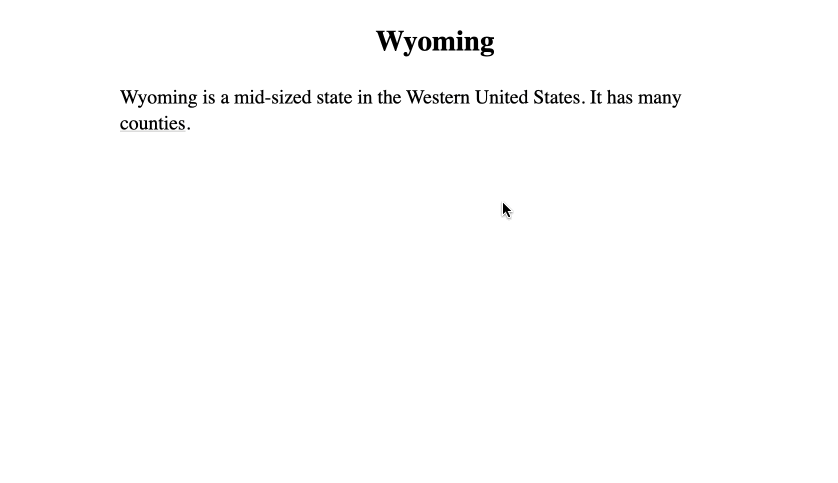 Wyoming
Wyoming is a mid-sized state in the Western United States. It has many
counties.